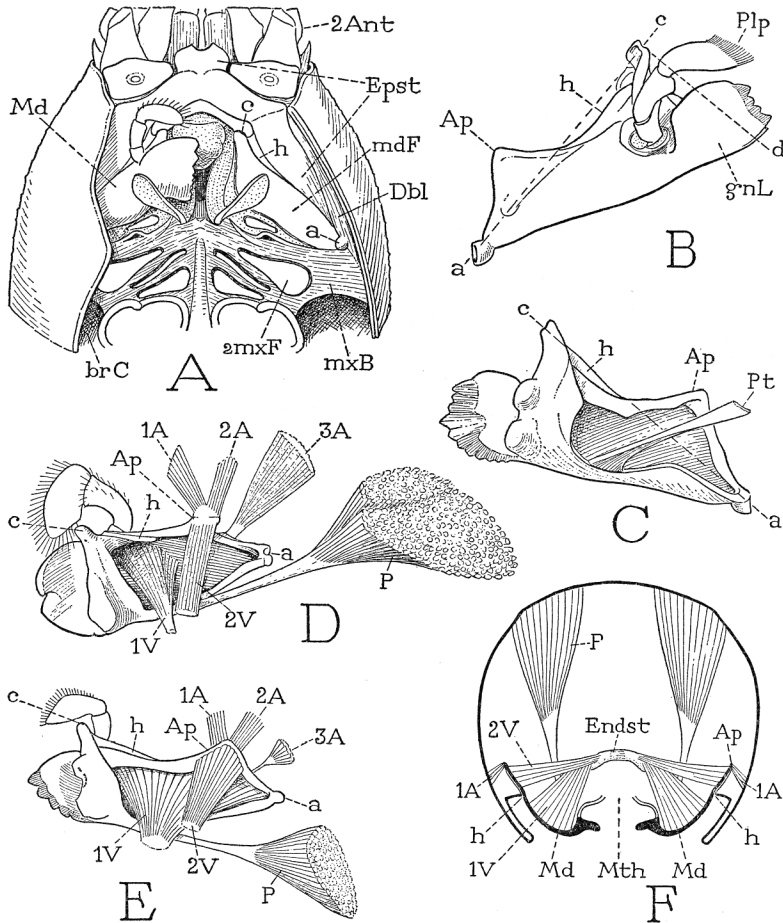 2Ant
c
Plp
Epst
Md
c
h
mdF
Dbl
a
brC
2mxF
mxB
A
h
Ap
d
gnL
a
B
c
h
Ap
Pt
a
C
1A
2A
3A
Ap
c
h
a
P
1V
2V
D
1A
2A
3A
Ap
c
h
a
1V
2V
P
E
P
Endst
2V
Ap
1A
1A
h
h
1V
Md
Mth
Md
F